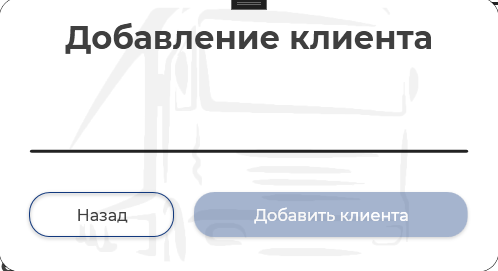 Добавление клиента
Назад
Добавить клиента